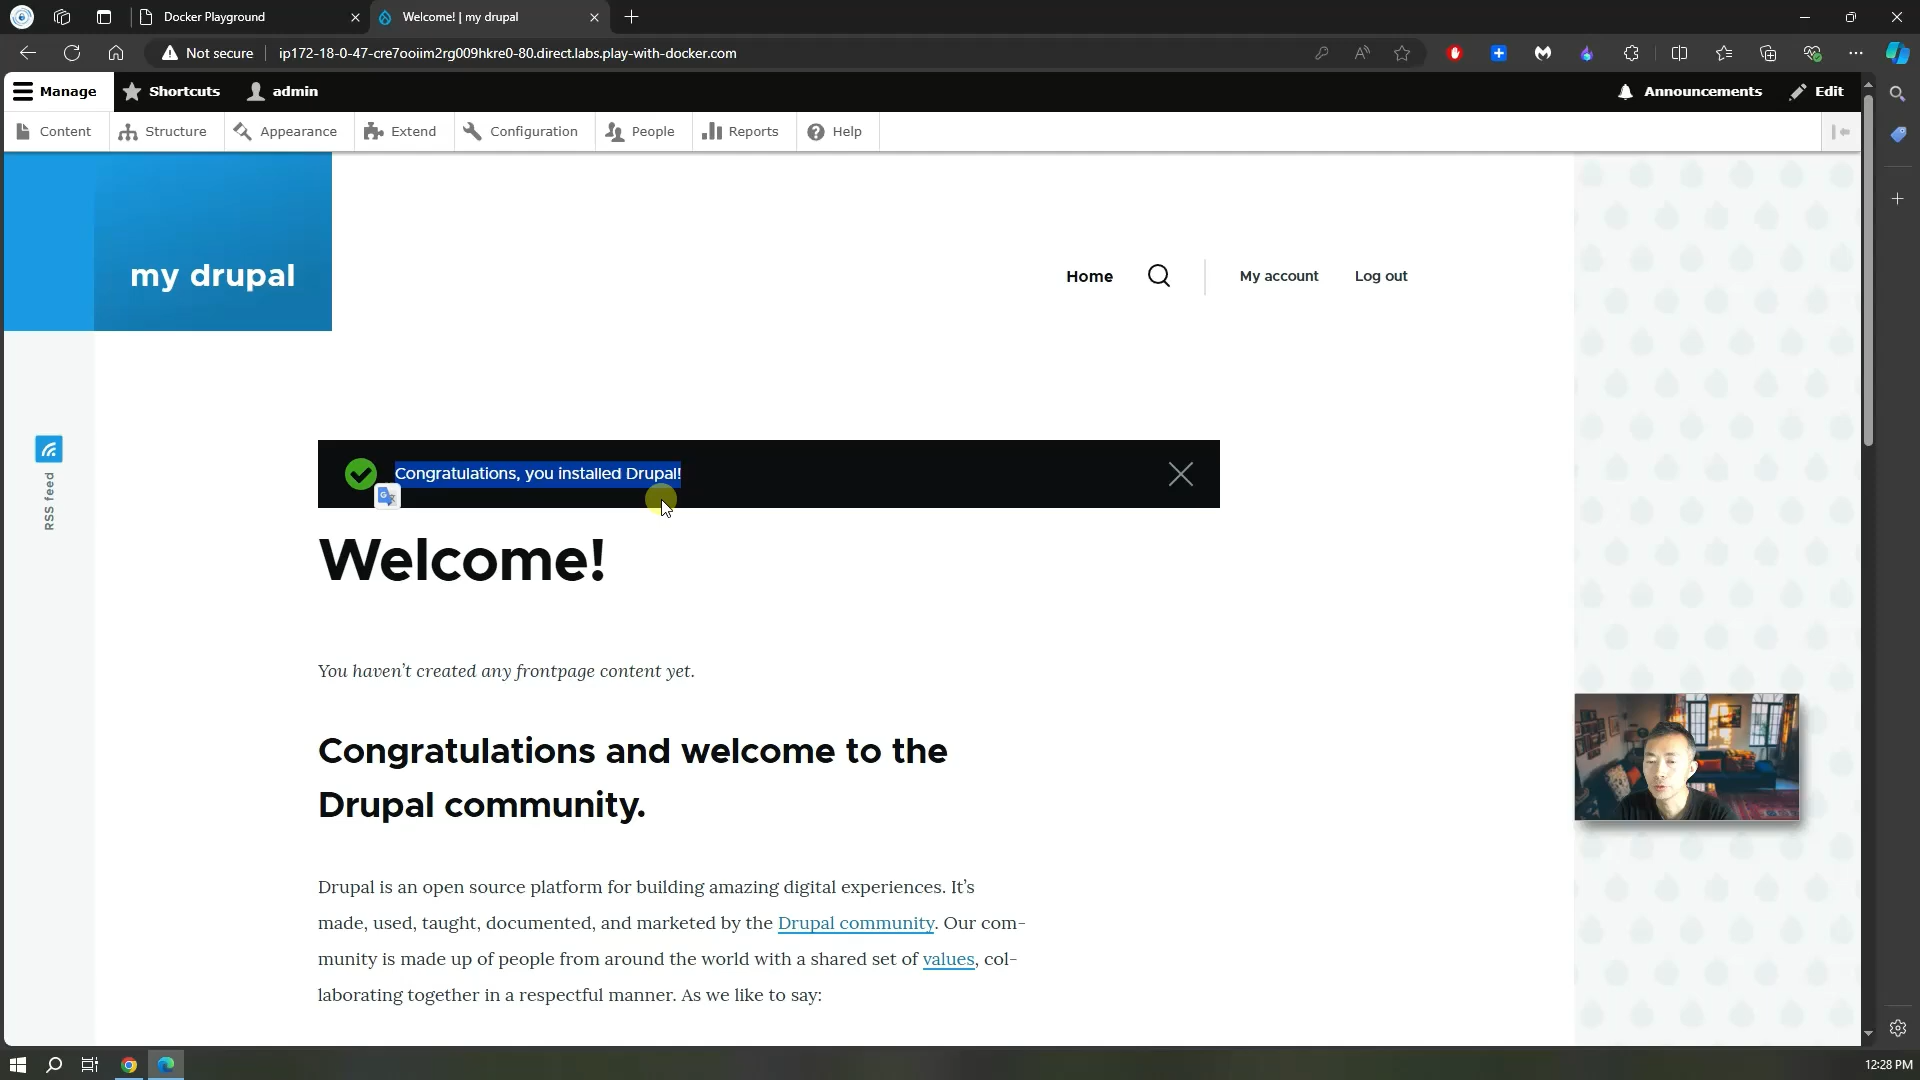 Docker Playground
Welcome! | my drupal
Not secure
ip172-18-0-47-cre7ooiim2rg009hkre0-80.direct.labs.play-with-docker.com
Manage
Shortcuts
admin
Announcements
Edit
Content
Structure
Appearance
Extend
Configuration
People
Reports
Help
my drupal
Home
My account
Log out
RSS feed
Congratulations, you installed Drupal!
Welcome!
You haven’t created any frontpage content yet.
Congratulations and welcome to the
Drupal community.
Drupal is an open source platform for building amazing digital experiences. It’s
made, used, taught, documented, and marketed by the Drupal community. Our com-
munity is made up of people from around the world with a shared set of values, col-
laborating together in a respectful manner. As we like to say:
12:28 PM